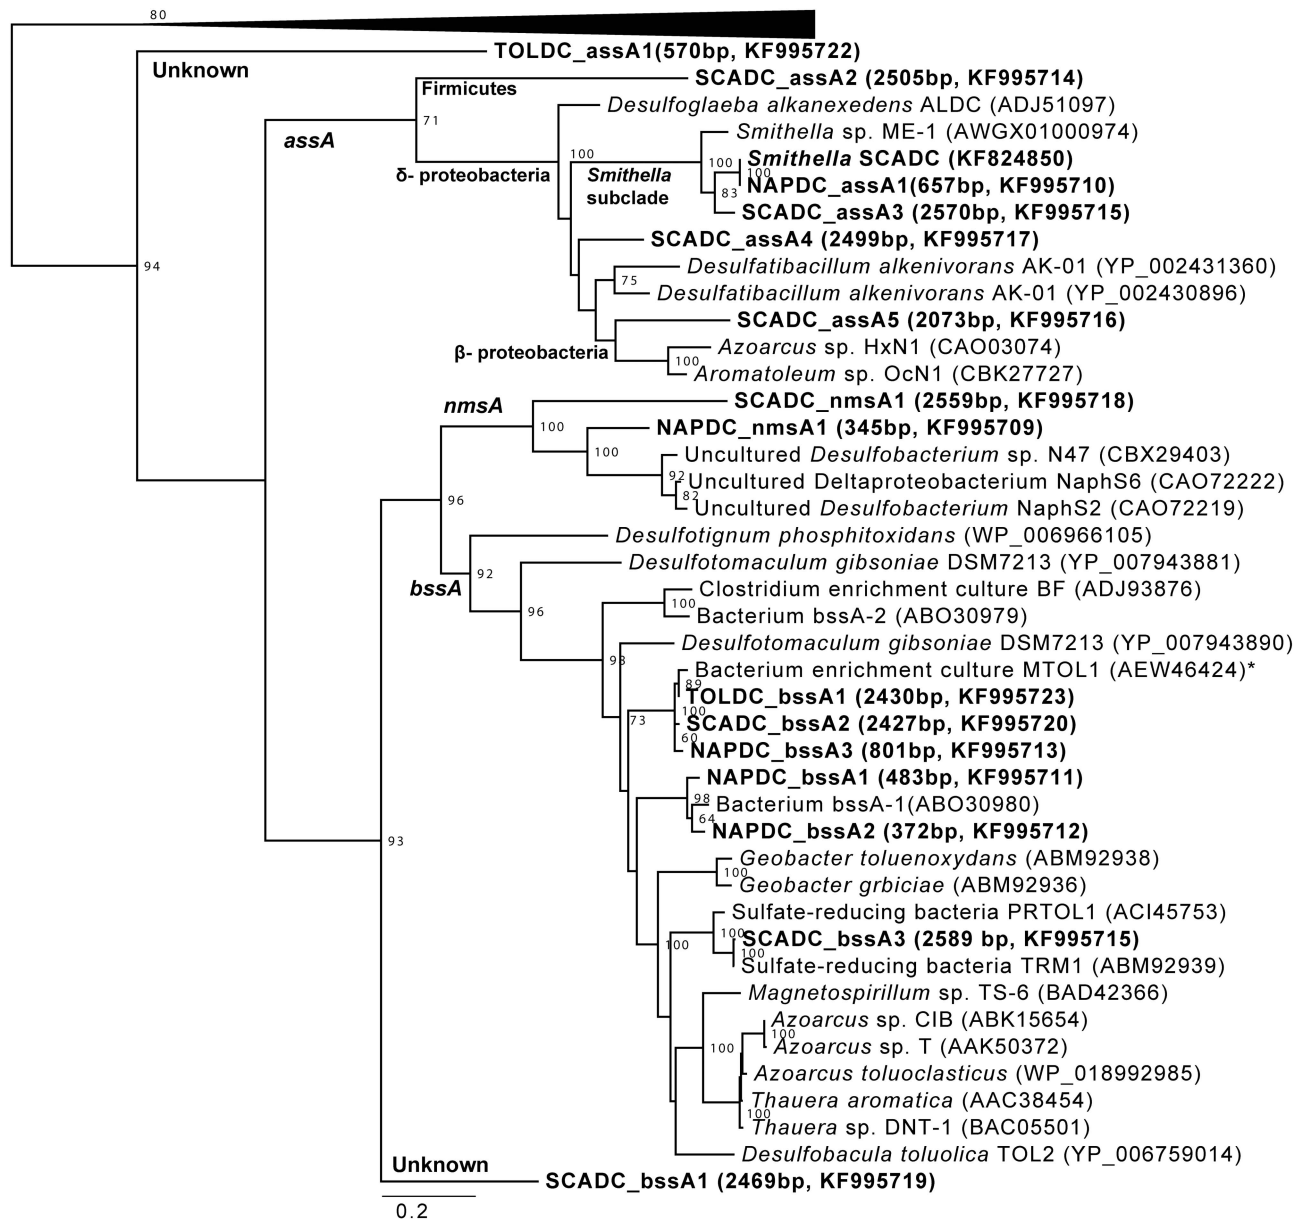 80
TOLDC_assA1(570bp, KF995722)
Unknown
SCADC_assA2 (2505bp, KF995714)
Firmicutes
Desulfoglaeba alkanexedens ALDC (ADJ51097)
71
assA
Smithella sp. ME-1 (AWGX01000974)
100
Smithella SCADC (KF824850)
100
100
δ- proteobacteria
Smithella
subclade
NAPDC_assA1(657bp, KF995710)
83
SCADC_assA3 (2570bp, KF995715)
SCADC_assA4 (2499bp, KF995717)
94
Desulfatibacillum alkenivorans AK-01 (YP_002431360)
75
Desulfatibacillum alkenivorans AK-01 (YP_002430896)
SCADC_assA5 (2073bp, KF995716)
β- proteobacteria
Azoarcus sp. HxN1 (CAO03074)
100
Aromatoleum sp. OcN1 (CBK27727)
nmsA
SCADC_nmsA1 (2559bp, KF995718)
100
NAPDC_nmsA1 (345bp, KF995709)
100
Uncultured Desulfobacterium sp. N47 (CBX29403)
92
Uncultured Deltaproteobacterium NaphS6 (CAO72222)
82
96
Uncultured Desulfobacterium NaphS2 (CAO72219)
Desulfotignum phosphitoxidans (WP_006966105)
92
bssA
Desulfotomaculum gibsoniae DSM7213 (YP_007943881)
96
Clostridium enrichment culture BF (ADJ93876)
100
Bacterium bssA-2 (ABO30979)
Desulfotomaculum gibsoniae DSM7213 (YP_007943890)
93
Bacterium enrichment culture MTOL1 (AEW46424)*
89
TOLDC_bssA1 (2430bp, KF995723)
100
73
SCADC_bssA2 (2427bp, KF995720)
60
NAPDC_bssA3 (801bp, KF995713)
NAPDC_bssA1 (483bp, KF995711)
98
Bacterium bssA-1(ABO30980)
64
NAPDC_bssA2 (372bp, KF995712)
93
Geobacter toluenoxydans (ABM92938)
100
Geobacter grbiciae (ABM92936)
Sulfate-reducing bacteria PRTOL1 (ACI45753)
100
SCADC_bssA3 (2589 bp, KF995715)
100
100
Sulfate-reducing bacteria TRM1 (ABM92939)
Magnetospirillum sp. TS-6 (BAD42366)
Azoarcus sp. CIB (ABK15654)
100
100
Azoarcus sp. T (AAK50372)
Azoarcus toluoclasticus (WP_018992985)
Thauera aromatica (AAC38454)
100
Thauera sp. DNT-1 (BAC05501)
Desulfobacula toluolica TOL2 (YP_006759014)
Unknown
SCADC_bssA1 (2469bp, KF995719)
0.2